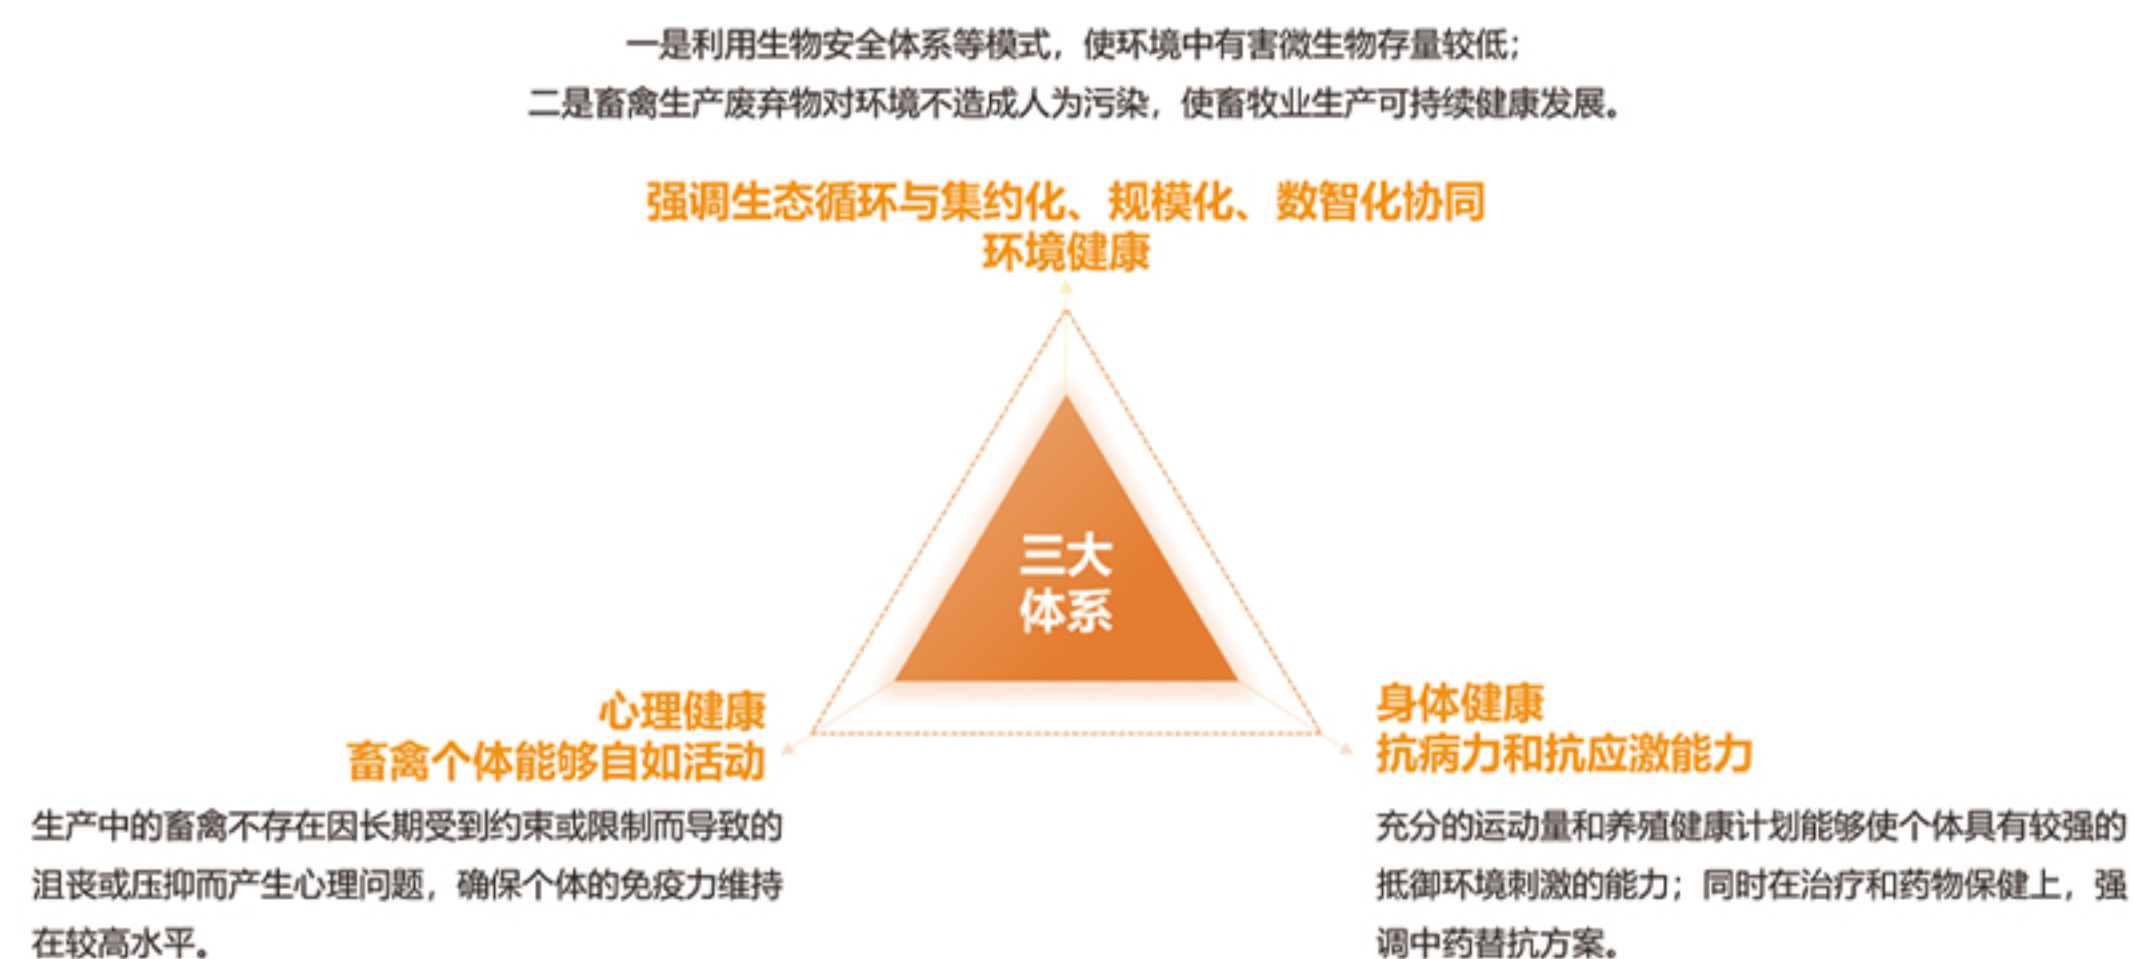 一是利用生物安全体系等模式，使环境中有害微生物存量较低；
二是畜禽生产废弃物对环境不造成人为污染，使畜牧业生产可持续健康发展。
强调生态循环与集约化、规模化、数智化协同
环境健康
三大
体系
心理健康
畜禽个体能够自如活动
生产中的畜禽不存在因长期受到约束或限制而导致的
沮丧或压抑而产生心理问题，确保个体的免疫力维持
在较高水平。
身体健康
抗病力和抗应激能力
充分的运动量和养殖健康计划能够使个体具有较强的
抵御环境刺激的能力；同时在治疗和药物保健上，强
调中药替抗方案。